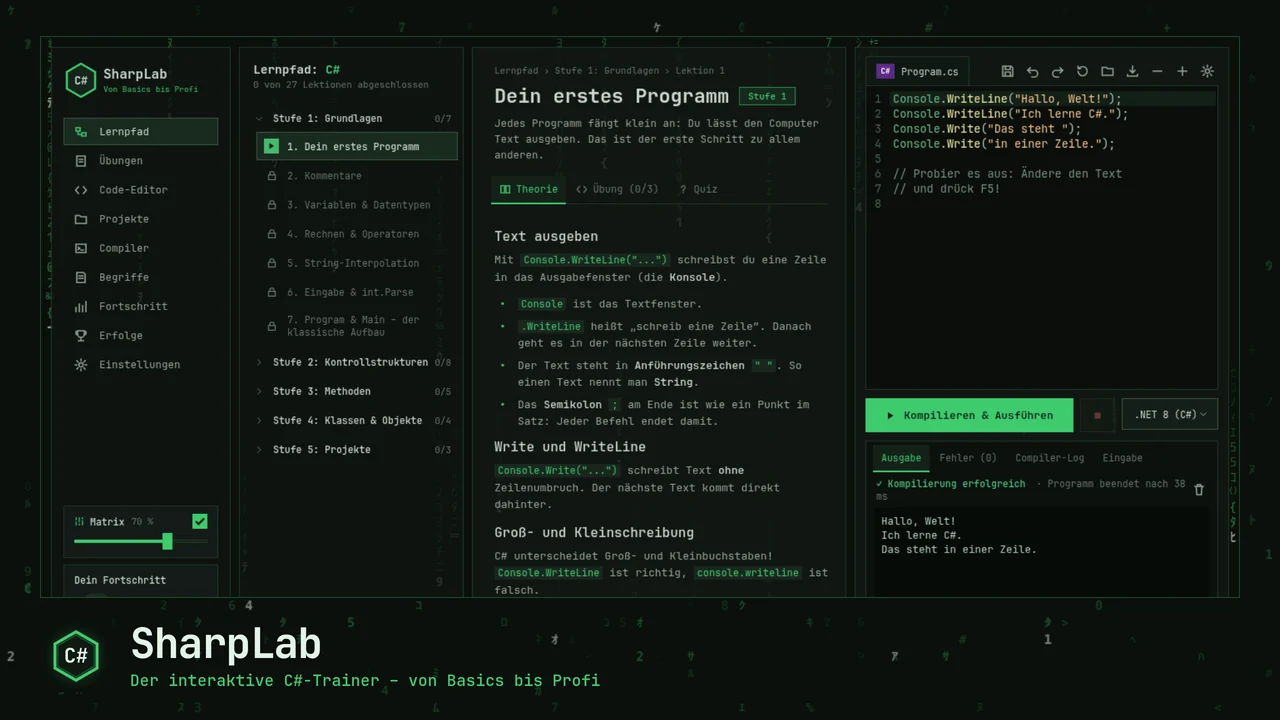 C#
SharpLab
Von Basics bis Profi
Lernpfad
Übungen
Code-Editor
Projekte
Compiler
Begriffe
Fortschritt
Erfolge
Einstellungen
Matrix 70 %
Dein Fortschritt
Lernpfad: C#
0 von 27 Lektionen abgeschlossen
Stufe 1: Grundlagen 0/7
1. Dein erstes Programm
2. Kommentare
3. Variablen & Datentypen
4. Rechnen & Operatoren
5. String-Interpolation
6. Eingabe & int.Parse
7. Program & Main – der
klassische Aufbau
Stufe 2: Kontrollstrukturen 0/8
Stufe 3: Methoden 0/5
Stufe 4: Klassen & Objekte 0/4
Stufe 5: Projekte 0/3
Lernpfad › Stufe 1: Grundlagen › Lektion 1
Dein erstes Programm Stufe 1
Jedes Programm fängt klein an: Du lässt den Computer
Text ausgeben. Das ist der erste Schritt zu allem
anderen.
Theorie Übung (0/3) ? Quiz
Text ausgeben
Mit Console.WriteLine("...") schreibst du eine Zeile
in das Ausgabefenster (die Konsole).
• Console ist das Textfenster.
• .WriteLine heißt „schreib eine Zeile". Danach
geht es in der nächsten Zeile weiter.
• Der Text steht in Anführungszeichen " ". So
einen Text nennt man String.
• Das Semikolon ; am Ende ist wie ein Punkt im
Satz: Jeder Befehl endet damit.
Write und WriteLine
Console.Write("...") schreibt Text ohne
Zeilenumbruch. Der nächste Text kommt direkt
dahinter.
Groß- und Kleinschreibung
C# unterscheidet Groß- und Kleinbuchstaben!
Console.WriteLine ist richtig, console.writeline ist
falsch.
C# Program.cs
1 Console.WriteLine("Hallo, Welt!");
2 Console.WriteLine("Ich lerne C#.");
3 Console.Write("Das steht ");
4 Console.Write("in einer Zeile.");
5
6 // Probier es aus: Ändere den Text
7 // und drück F5!
8
Kompilieren & Ausführen
.NET 8 (C#)
Ausgabe Fehler (0) Compiler-Log Eingabe
✓ Kompilierung erfolgreich · Programm beendet nach 38
ms
Hallo, Welt!
Ich lerne C#.
Das steht in einer Zeile.
C#
SharpLab
Der interaktive C#-Trainer – von Basics bis Profi